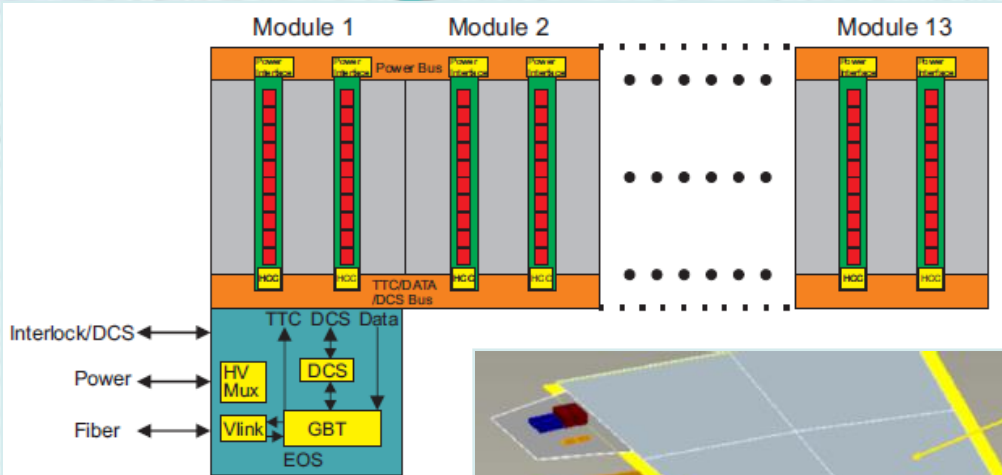 Module 1
Module 2
Module 13
Power
Interface
Power
Interface
Power Bus
Power
Interface
Power
Interface
Power
Interface
Power
Interface
HCC
HCC
HCC
HCC
HCC
HCC
TTC/DATA
/DCS Bus
TTC DCS Data
Interlock/DCS
Power
Fiber
HV
Mux
DCS
Vlink
GBT
EOS